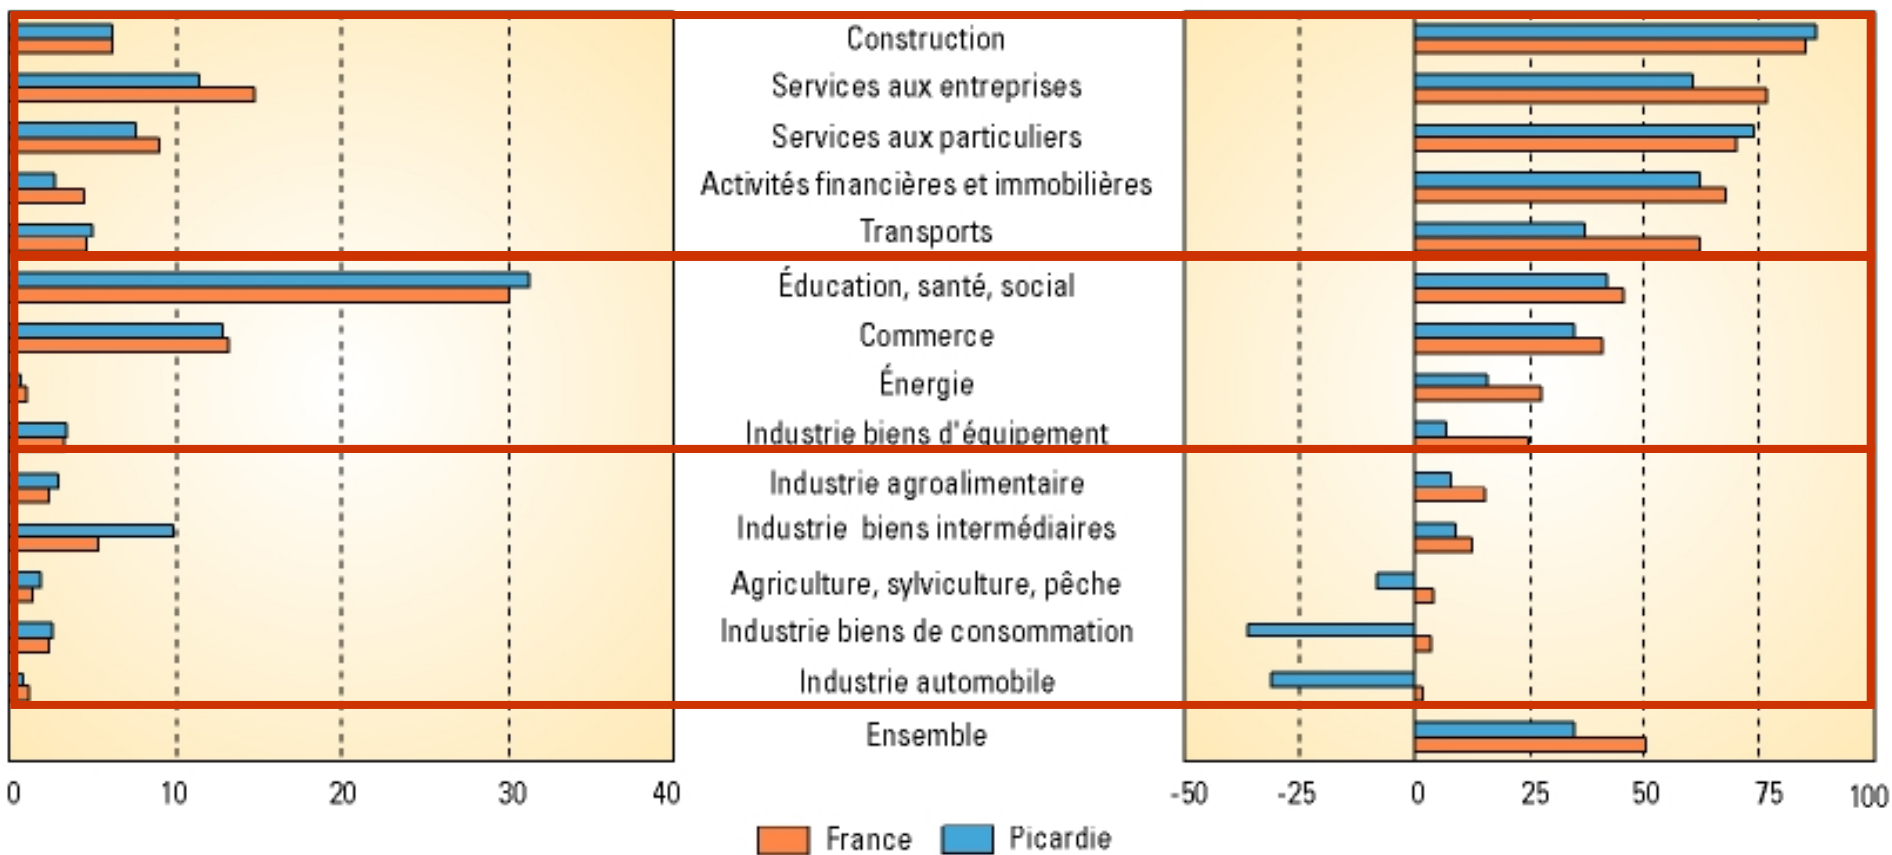 Construction
Services aux entreprises
Services aux particuliers
Activités financières et immobilières
Transports
Éducation, santé, social
Commerce
Énergie
Industrie biens d'équipement
Industrie agroalimentaire
Industrie biens intermédiaires
Agriculture, sylviculture, pêche
Industrie biens de consommation
Industrie automobile
Ensemble
0 10 20 30 40 -50 -25 0 25 50 75 100
France Picardie